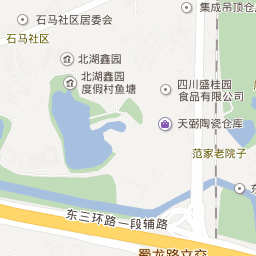 石马社区居委会
集成吊顶仓
石马社区
北湖鑫园
北湖鑫园
度假村鱼塘
四川盛桂园
食品有限公司
天弼陶瓷仓库
范家老院子
东三环路一段辅路
蜀龙路立交